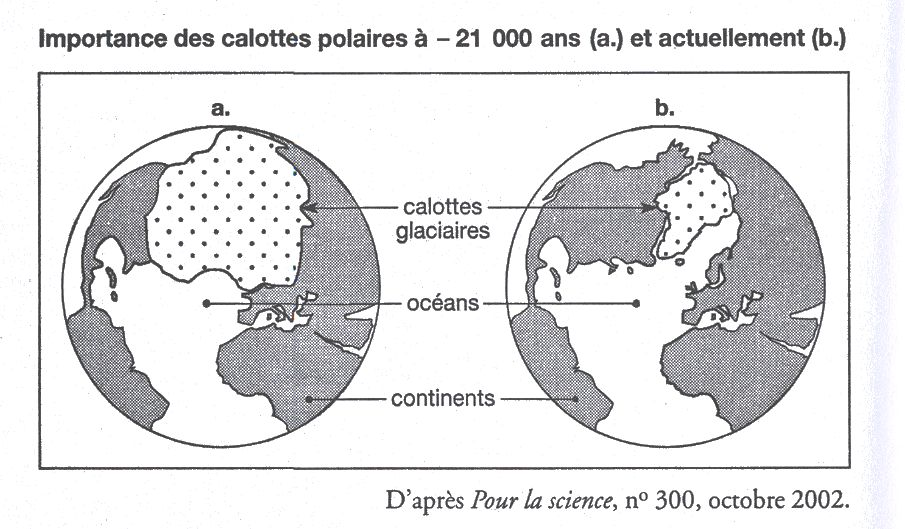 Importance des calottes polaires à – 21 000 ans (a.) et actuellement (b.)
a.
b.
calottes
glaciaires
océans
continents
D'après Pour la science, nº 300, octobre 2002.